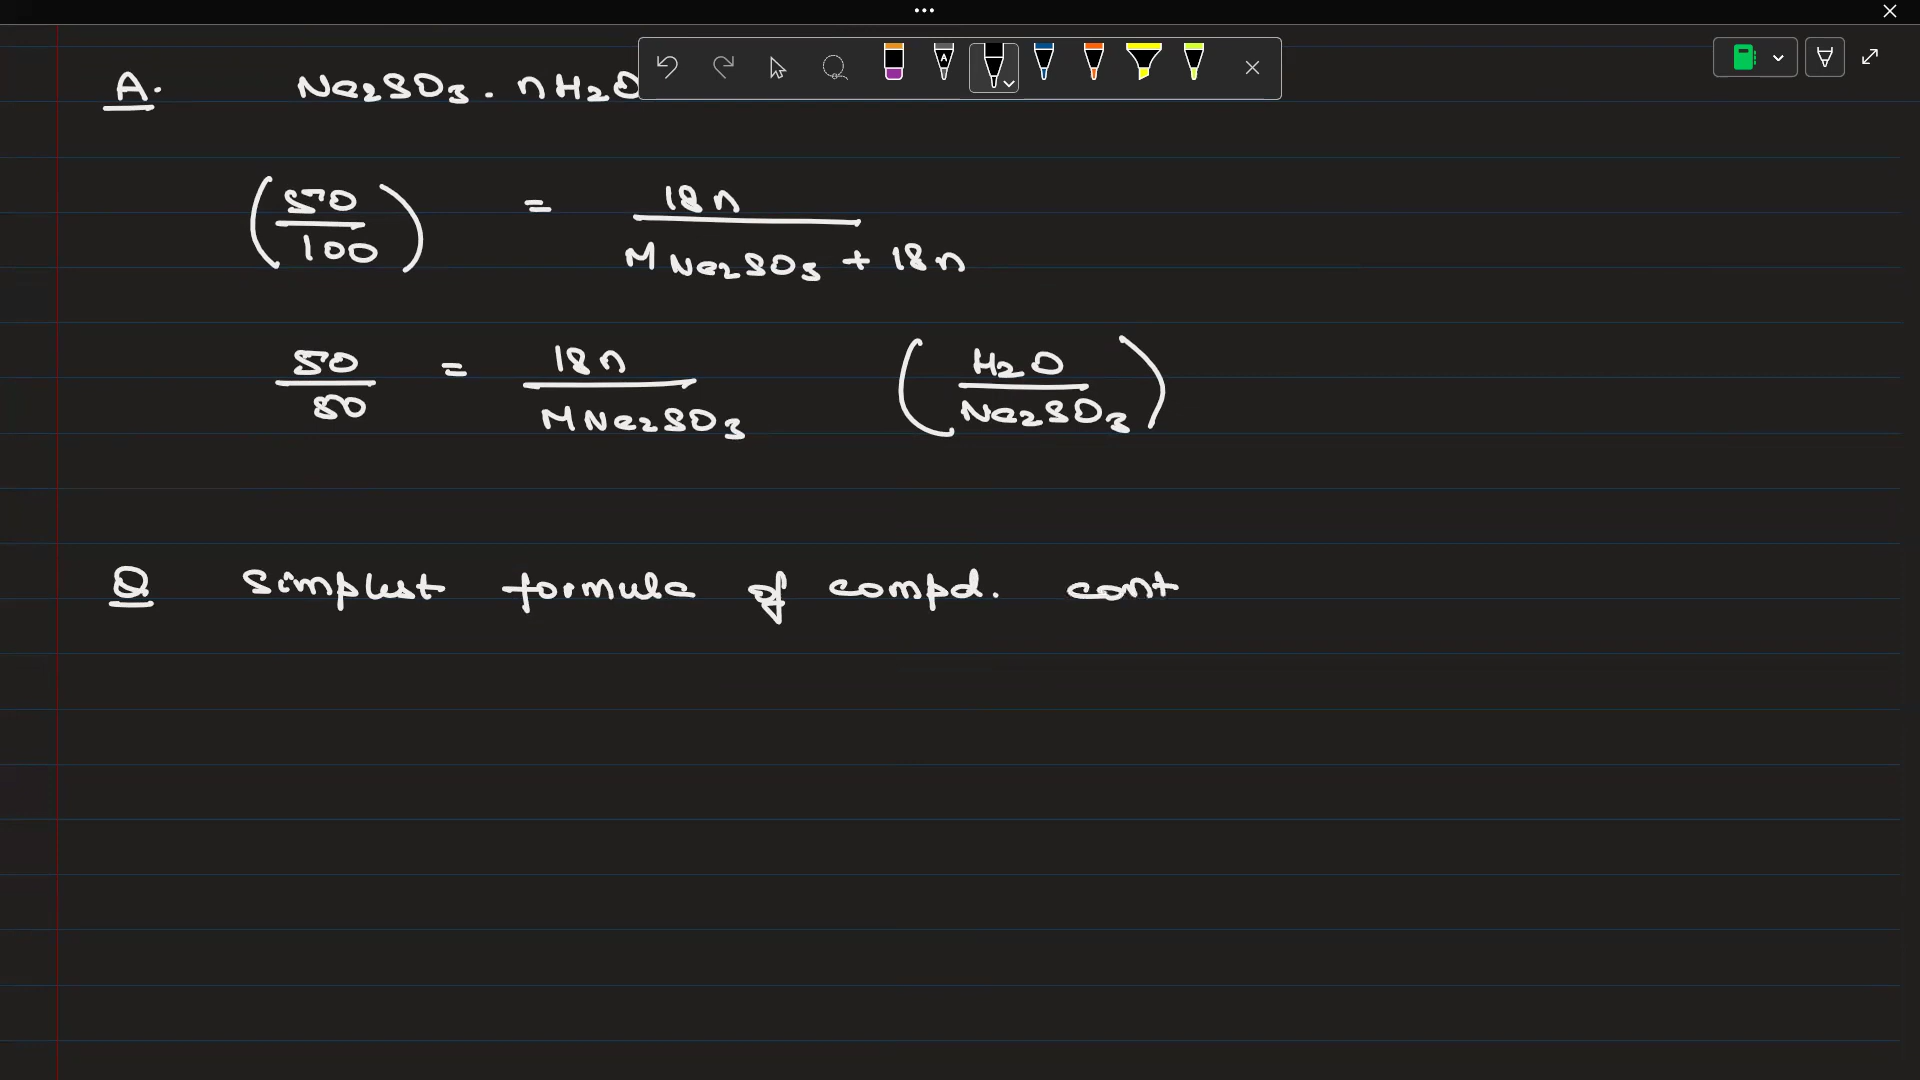 A. Na₂SO₃ . nH₂O
(50/100) = 18n / MNa₂SO₃ + 18n
50/50 = 18n / MNa₂SO₃ (H₂O / Na₂SO₃)
Q Simplest formula of compd. cont